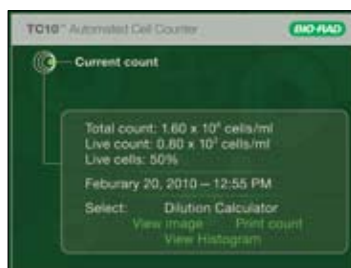 TC10™ Automated Cell Counter BIO-RAD
Current count
Total count: 1.60 x 10⁶ cells/ml
Live count: 0.80 x 10⁵ cells/ml
Live cells: 50%
Feburary 20, 2010 – 12:55 PM
Select: Dilution Calculator
View image Print count
View Histogram